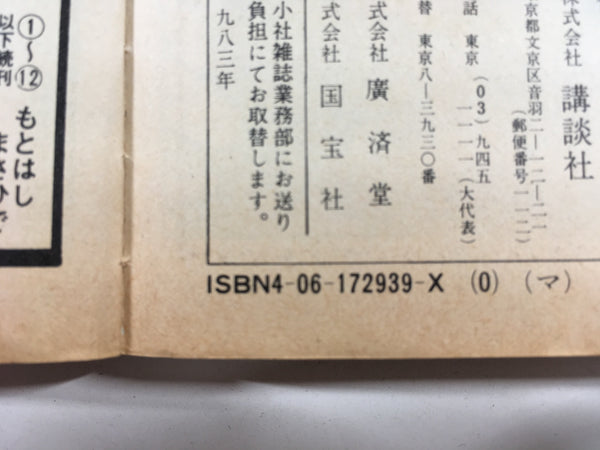 株式会社 講談社
京都文京区音羽二―一二―二一
(郵便番号一一二)
話 東京(03)九四五
一一一一(大代表)
替 東京八―三九三〇番
式会社 廣済堂
式会社 国宝社
小社雑誌業務部にお送り
負担にてお取替します。
九八三年
ISBN4-06-172939-X (0) (マ)
①~⑫ もとはし まさひで
以下続刊